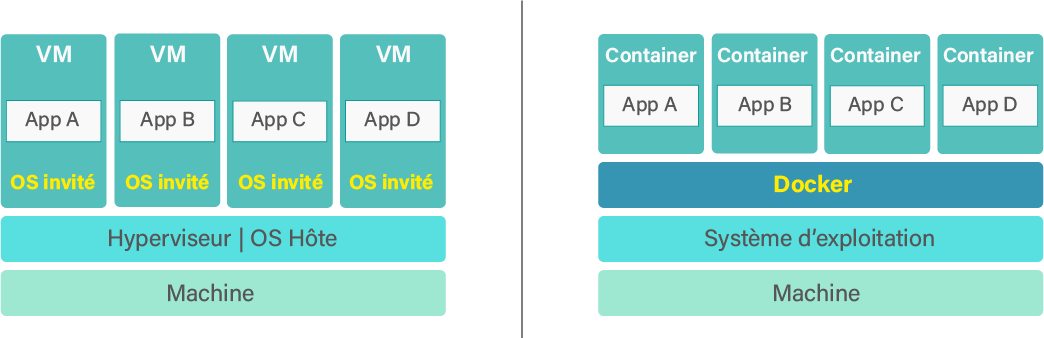 VM VM VM VM
App A App B App C App D
OS invité OS invité OS invité OS invité
Hyperviseur | OS Hôte
Machine
Container Container Container Container
App A App B App C App D
Docker
Système d’exploitation
Machine